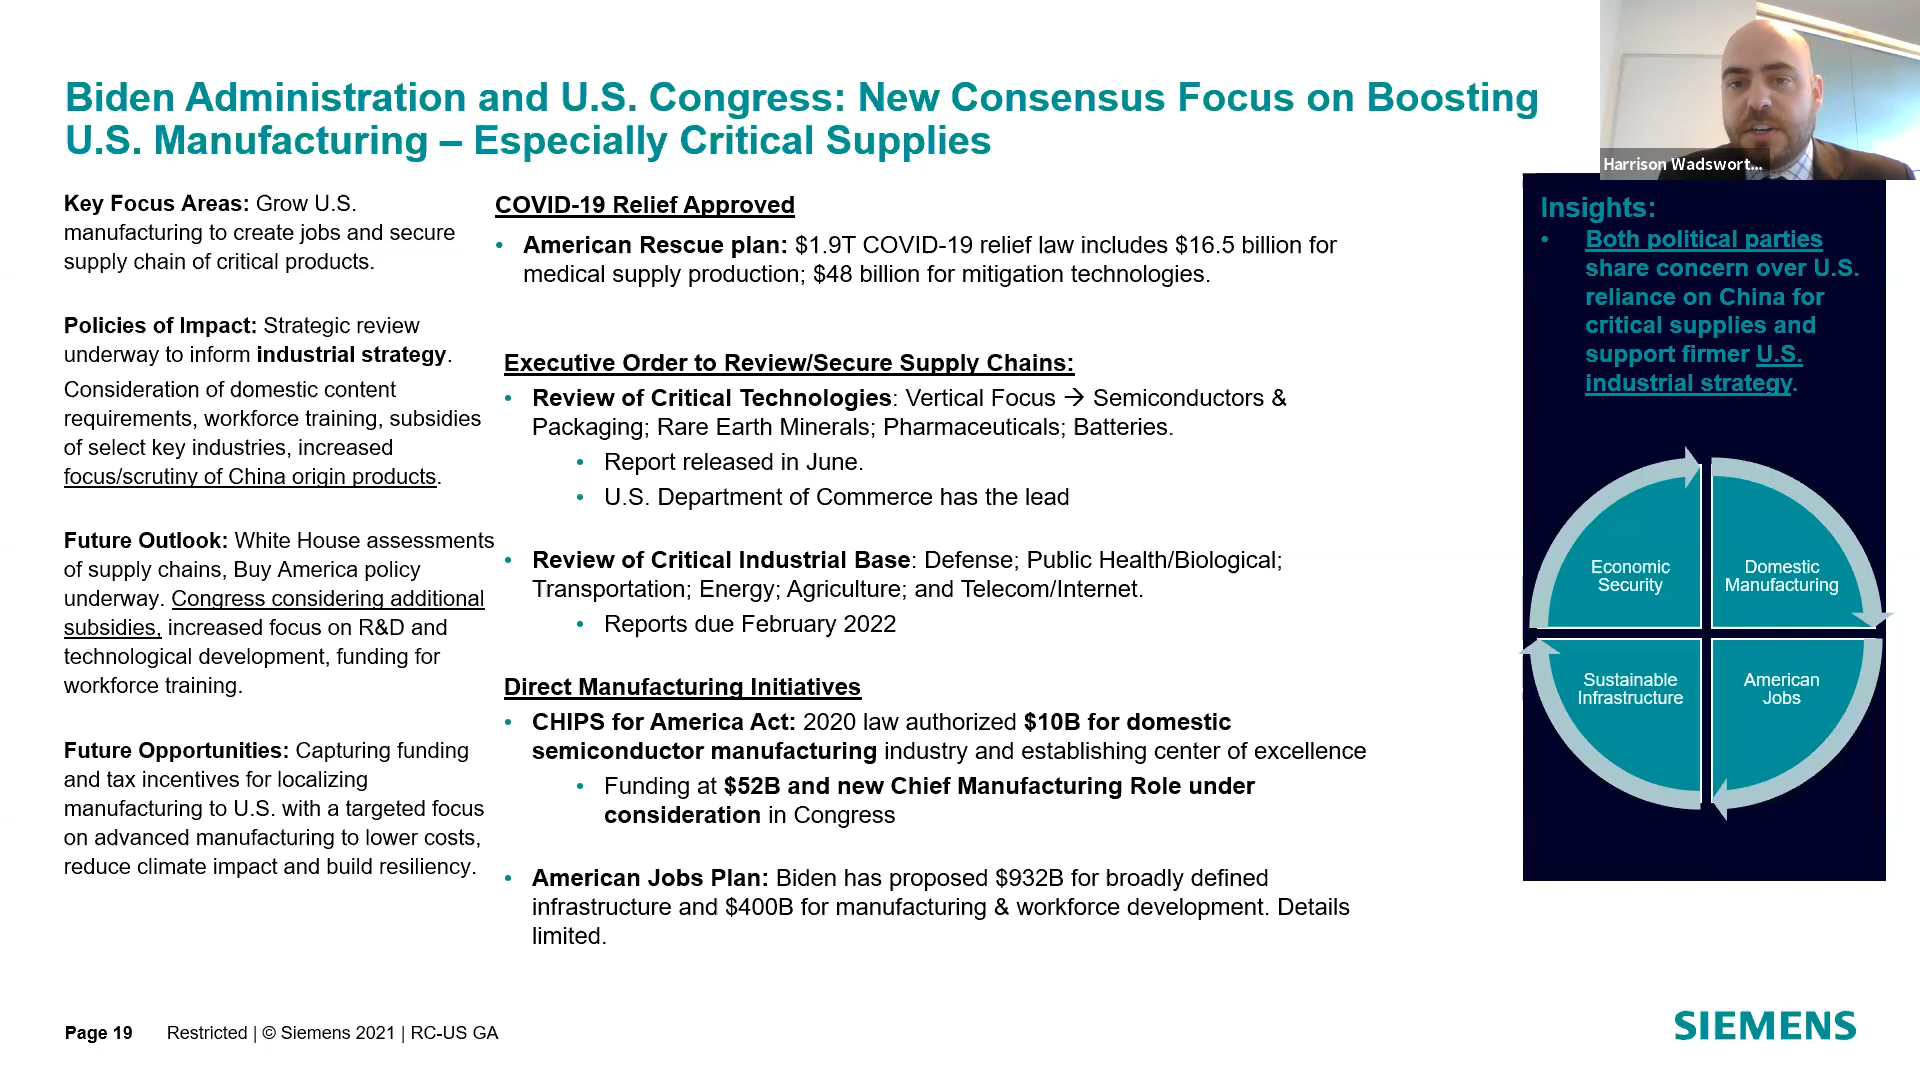 Biden Administration and U.S. Congress: New Consensus Focus on Boosting
U.S. Manufacturing – Especially Critical Supplies
Harrison Wadswort...
Key Focus Areas: Grow U.S.
manufacturing to create jobs and secure
supply chain of critical products.
Policies of Impact: Strategic review
underway to inform industrial strategy.
Consideration of domestic content
requirements, workforce training, subsidies
of select key industries, increased
focus/scrutiny of China origin products.
Future Outlook: White House assessments
of supply chains, Buy America policy
underway. Congress considering additional
subsidies, increased focus on R&D and
technological development, funding for
workforce training.
Future Opportunities: Capturing funding
and tax incentives for localizing
manufacturing to U.S. with a targeted focus
on advanced manufacturing to lower costs,
reduce climate impact and build resiliency.
COVID-19 Relief Approved
• American Rescue plan: $1.9T COVID-19 relief law includes $16.5 billion for
medical supply production; $48 billion for mitigation technologies.
Executive Order to Review/Secure Supply Chains:
• Review of Critical Technologies: Vertical Focus → Semiconductors &
Packaging; Rare Earth Minerals; Pharmaceuticals; Batteries.
• Report released in June.
• U.S. Department of Commerce has the lead
• Review of Critical Industrial Base: Defense; Public Health/Biological;
Transportation; Energy; Agriculture; and Telecom/Internet.
• Reports due February 2022
Direct Manufacturing Initiatives
• CHIPS for America Act: 2020 law authorized $10B for domestic
semiconductor manufacturing industry and establishing center of excellence
• Funding at $52B and new Chief Manufacturing Role under
consideration in Congress
• American Jobs Plan: Biden has proposed $932B for broadly defined
infrastructure and $400B for manufacturing & workforce development. Details
limited.
Insights:
• Both political parties
share concern over U.S.
reliance on China for
critical supplies and
support firmer U.S.
industrial strategy.
Economic
Security
Domestic
Manufacturing
Sustainable
Infrastructure
American
Jobs
Page 19 Restricted | © Siemens 2021 | RC-US GA
SIEMENS